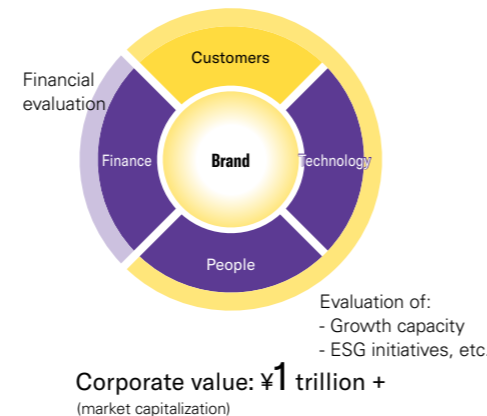 Customers
Financial
evaluation
Finance
Brand
Technology
People
Evaluation of:
- Growth capacity
- ESG initiatives, etc.
Corporate value: ¥1 trillion +
(market capitalization)